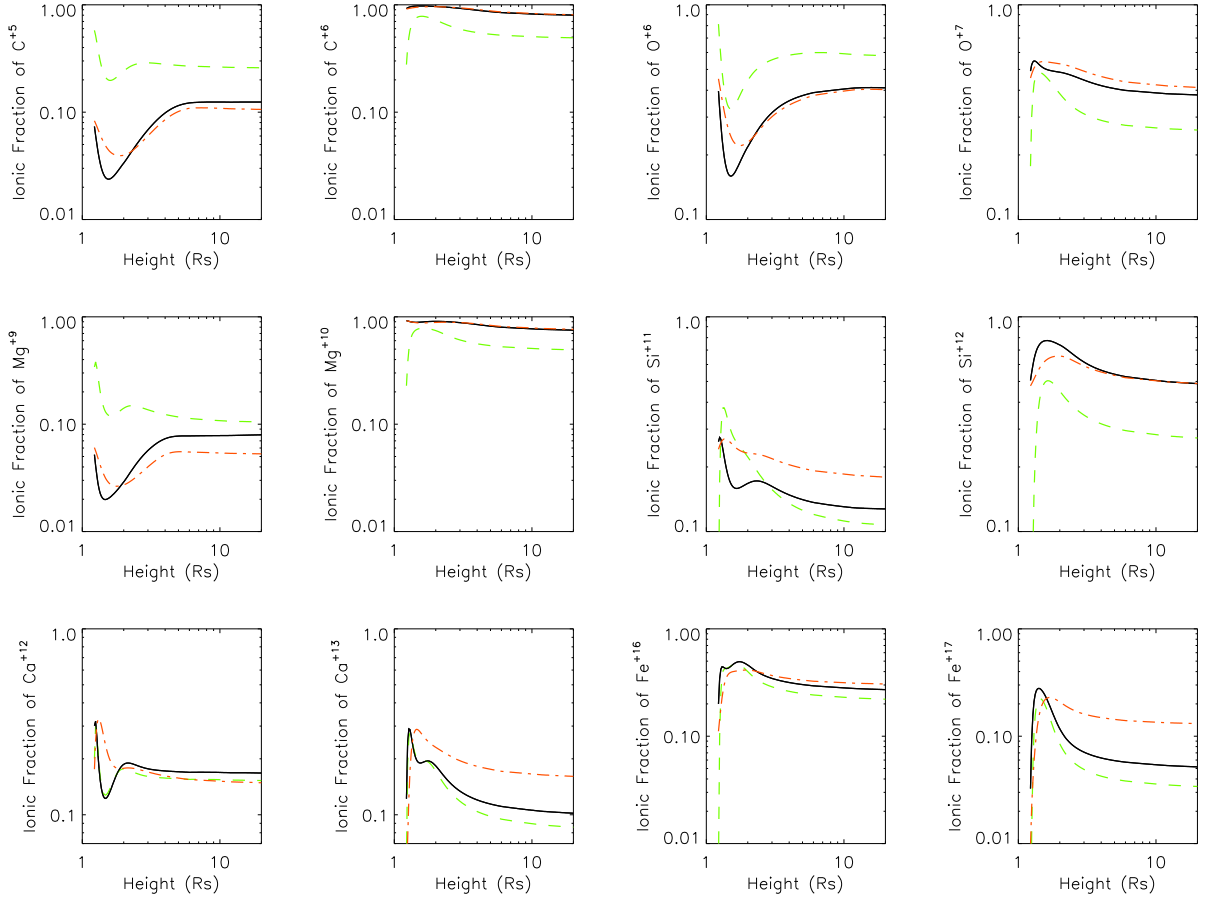 Ionic Fraction of C+5
1.00
0.10
0.01
1
10
Height (Rs)
Ionic Fraction of C+6
1.00
0.10
0.01
1
10
Height (Rs)
Ionic Fraction of O+6
1.0
0.1
1
10
Height (Rs)
Ionic Fraction of O+7
1.0
0.1
1
10
Height (Rs)
Ionic Fraction of Mg+9
1.00
0.10
0.01
1
10
Height (Rs)
Ionic Fraction of Mg+10
1.00
0.10
0.01
1
10
Height (Rs)
Ionic Fraction of Si+11
1.0
0.1
1
10
Height (Rs)
Ionic Fraction of Si+12
1.0
0.1
1
10
Height (Rs)
Ionic Fraction of Ca+12
1.0
0.1
1
10
Height (Rs)
Ionic Fraction of Ca+13
1.0
0.1
1
10
Height (Rs)
Ionic Fraction of Fe+16
1.00
0.10
0.01
1
10
Height (Rs)
Ionic Fraction of Fe+17
1.00
0.10
0.01
1
10
Height (Rs)